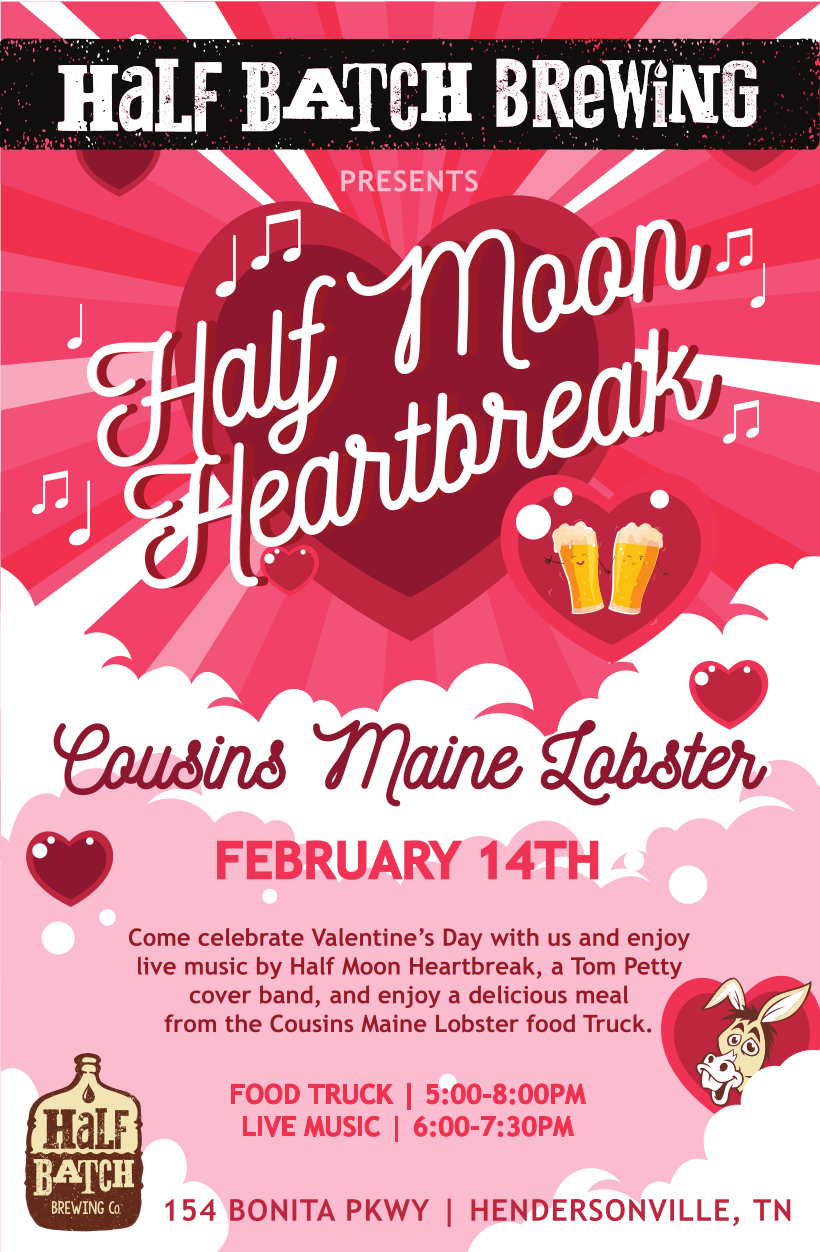 HaLF BATCH BReWiNG
PRESENTS
Half Moon
Heartbreak
Cousins Maine Lobster
FEBRUARY 14TH
Come celebrate Valentine's Day with us and enjoy
live music by Half Moon Heartbreak, a Tom Petty
cover band, and enjoy a delicious meal
from the Cousins Maine Lobster food Truck.
FOOD TRUCK | 5:00-8:00PM
LIVE MUSIC | 6:00-7:30PM
HaLF
BATCH
BREWING Co.
154 BONITA PKWY | HENDERSONVILLE, TN